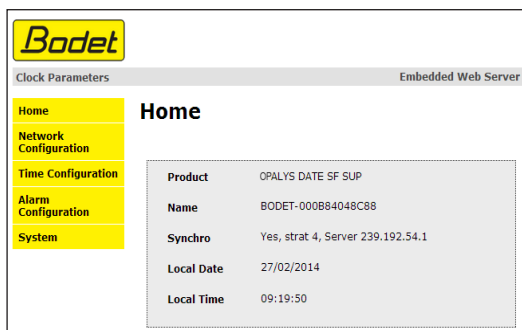 Bodet
Clock Parameters Embedded Web Server
Home
Network
Configuration
Time Configuration
Alarm
Configuration
System
Home
Product OPALYS DATE SF SUP
Name BODET-000B84048C88
Synchro Yes, strat 4, Server 239.192.54.1
Local Date 27/02/2014
Local Time 09:19:50